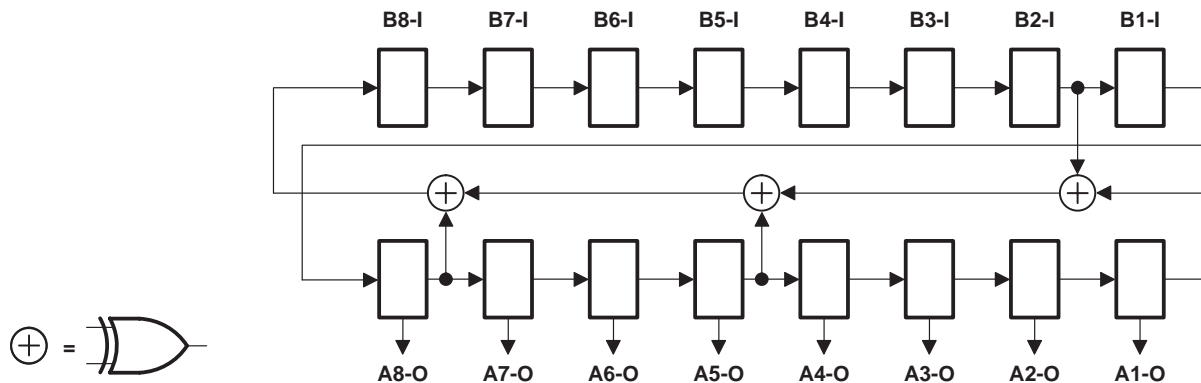 B8-I B7-I B6-I B5-I B4-I B3-I B2-I B1-I
=
A8-O A7-O A6-O A5-O A4-O A3-O A2-O A1-O